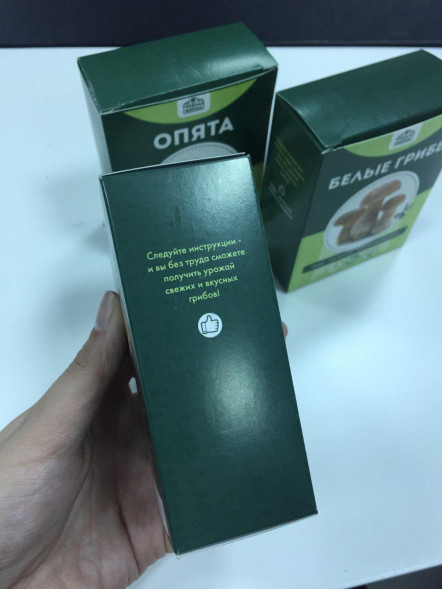 ОПЯТА
БЕЛЫЕ ГРИБЫ
Следуйте инструкции -
и вы без труда сможете
получить урожай
свежих и вкусных
грибов!